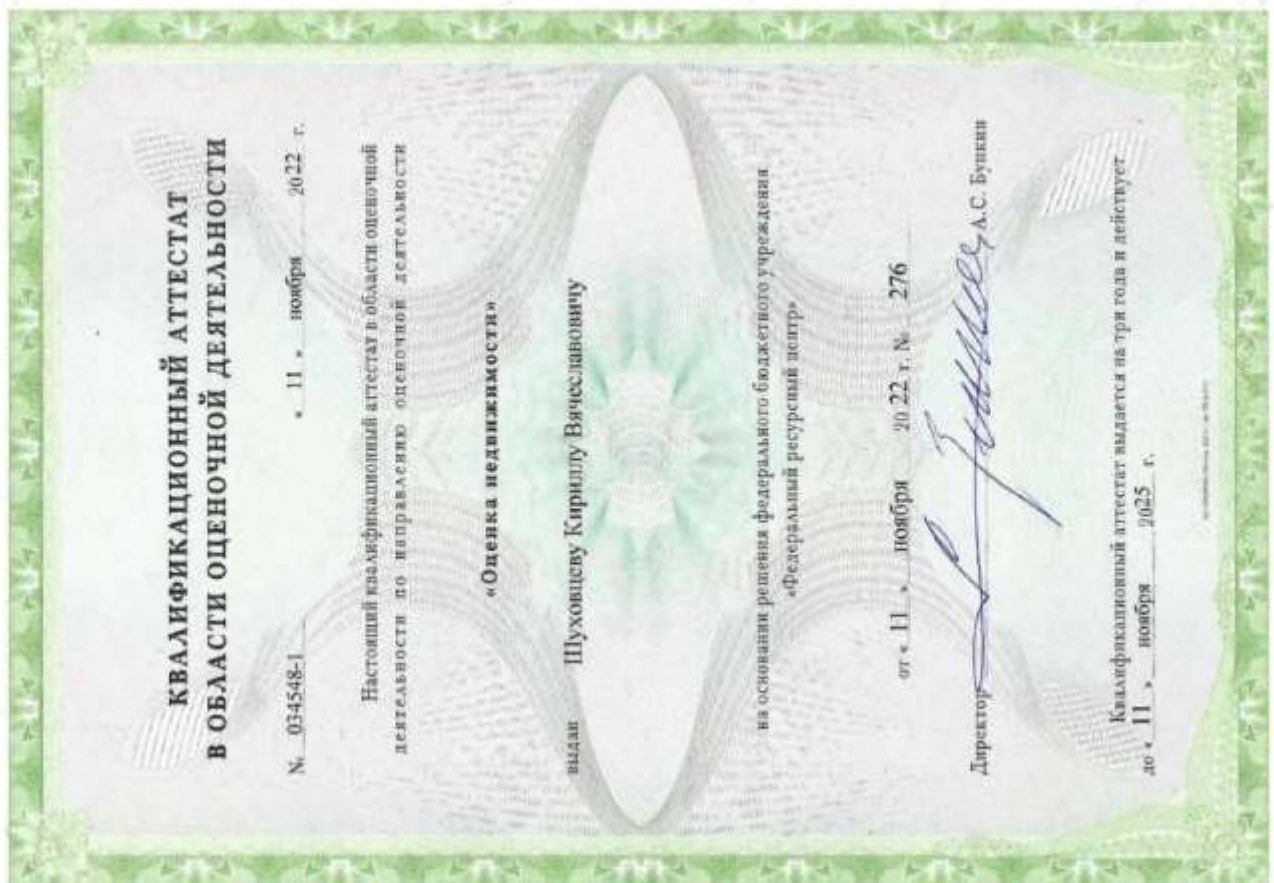 КВАЛИФИКАЦИОННЫЙ АТТЕСТАТ
В ОБЛАСТИ ОЦЕНОЧНОЙ ДЕЯТЕЛЬНОСТИ
№ 034548-1 « 11 » ноября 2022 г.
Настоящий квалификационный аттестат в области оценочной
деятельности по направлению оценочной деятельности
«Оценка недвижимости»
выдан Шуховцеву Кириллу Вячеславовичу
на основании решения федерального бюджетного учреждения
«Федеральный ресурсный центр»
от « 11 » ноября 20 22 г. № 276
Директор А.С. Бункин
Квалификационный аттестат выдается на три года и действует
до « 11 » ноября 2025 г.